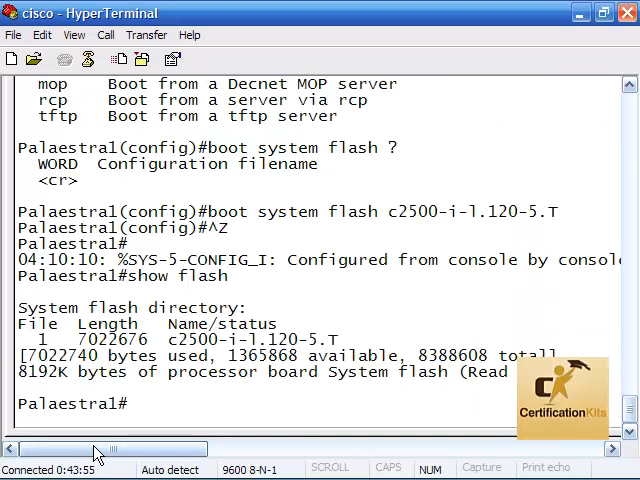 cisco - HyperTerminal
File Edit View Call Transfer Help
mop Boot from a Decnet MOP server
rcp Boot from a server via rcp
tftp Boot from a tftp server
Palaestra1(config)#boot system flash ?
WORD Configuration filename
<cr>
Palaestra1(config)#boot system flash c2500-i-l.120-5.T
Palaestra1(config)#^Z
Palaestra1#
04:10:10: %SYS-5-CONFIG_I: Configured from console by console
Palaestra1#show flash
System flash directory:
File Length Name/status
1 7022676 c2500-i-l.120-5.T
[7022740 bytes used, 1365868 available, 8388608 total]
8192K bytes of processor board System flash (Read
Palaestra1#
CertificationKits
Connected 0:43:55 Auto detect 9600 8-N-1 SCROLL CAPS NUM Capture Print echo